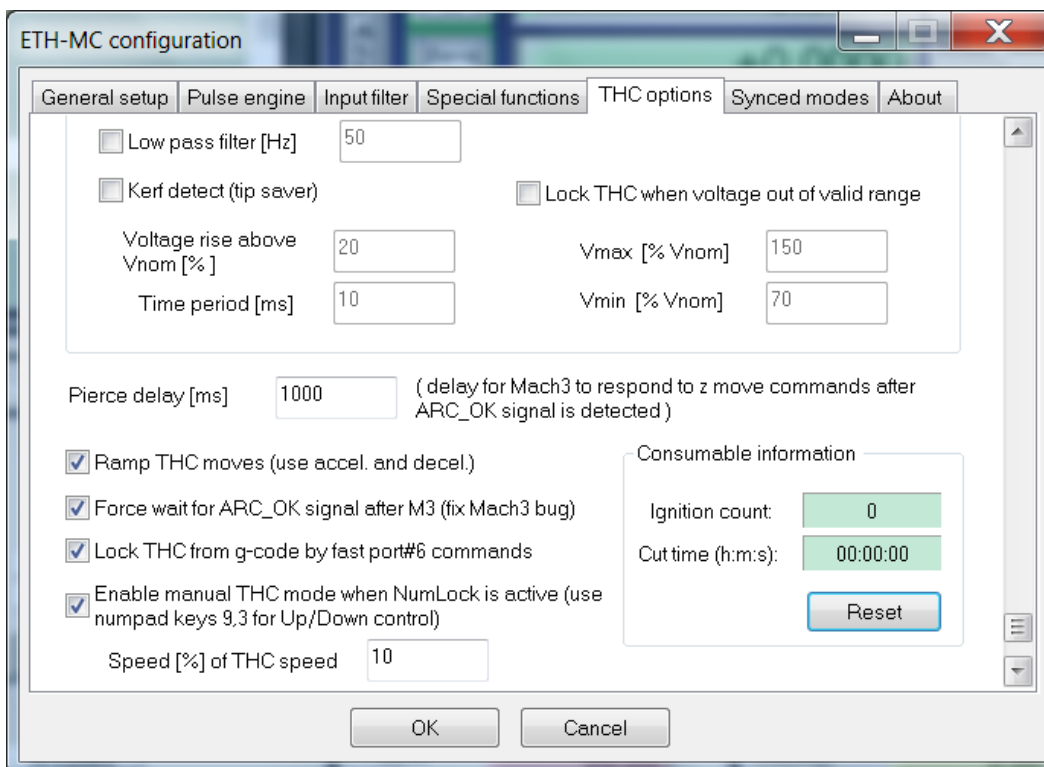 ETH-MC configuration
+0.0000
General setup
Pulse engine
Input filter
Special functions
THC options
Synced modes
About
Low pass filter [Hz]
50
Kerf detect (tip saver)
Lock THC when voltage out of valid range
Voltage rise above
Vnom [% ]
20
Vmax [% Vnom]
150
Time period [ms]
10
Vmin [% Vnom]
70
Pierce delay [ms]
1000
( delay for Mach3 to respond to z move commands after
ARC_OK signal is detected )
Ramp THC moves (use accel. and decel.)
Force wait for ARC_OK signal after M3 (fix Mach3 bug)
Lock THC from g-code by fast port#6 commands
Enable manual THC mode when NumLock is active (use
numpad keys 9,3 for Up/Down control)
Speed [%] of THC speed
10
Consumable information
Ignition count:
0
Cut time (h:m:s):
00:00:00
Reset
OK
Cancel